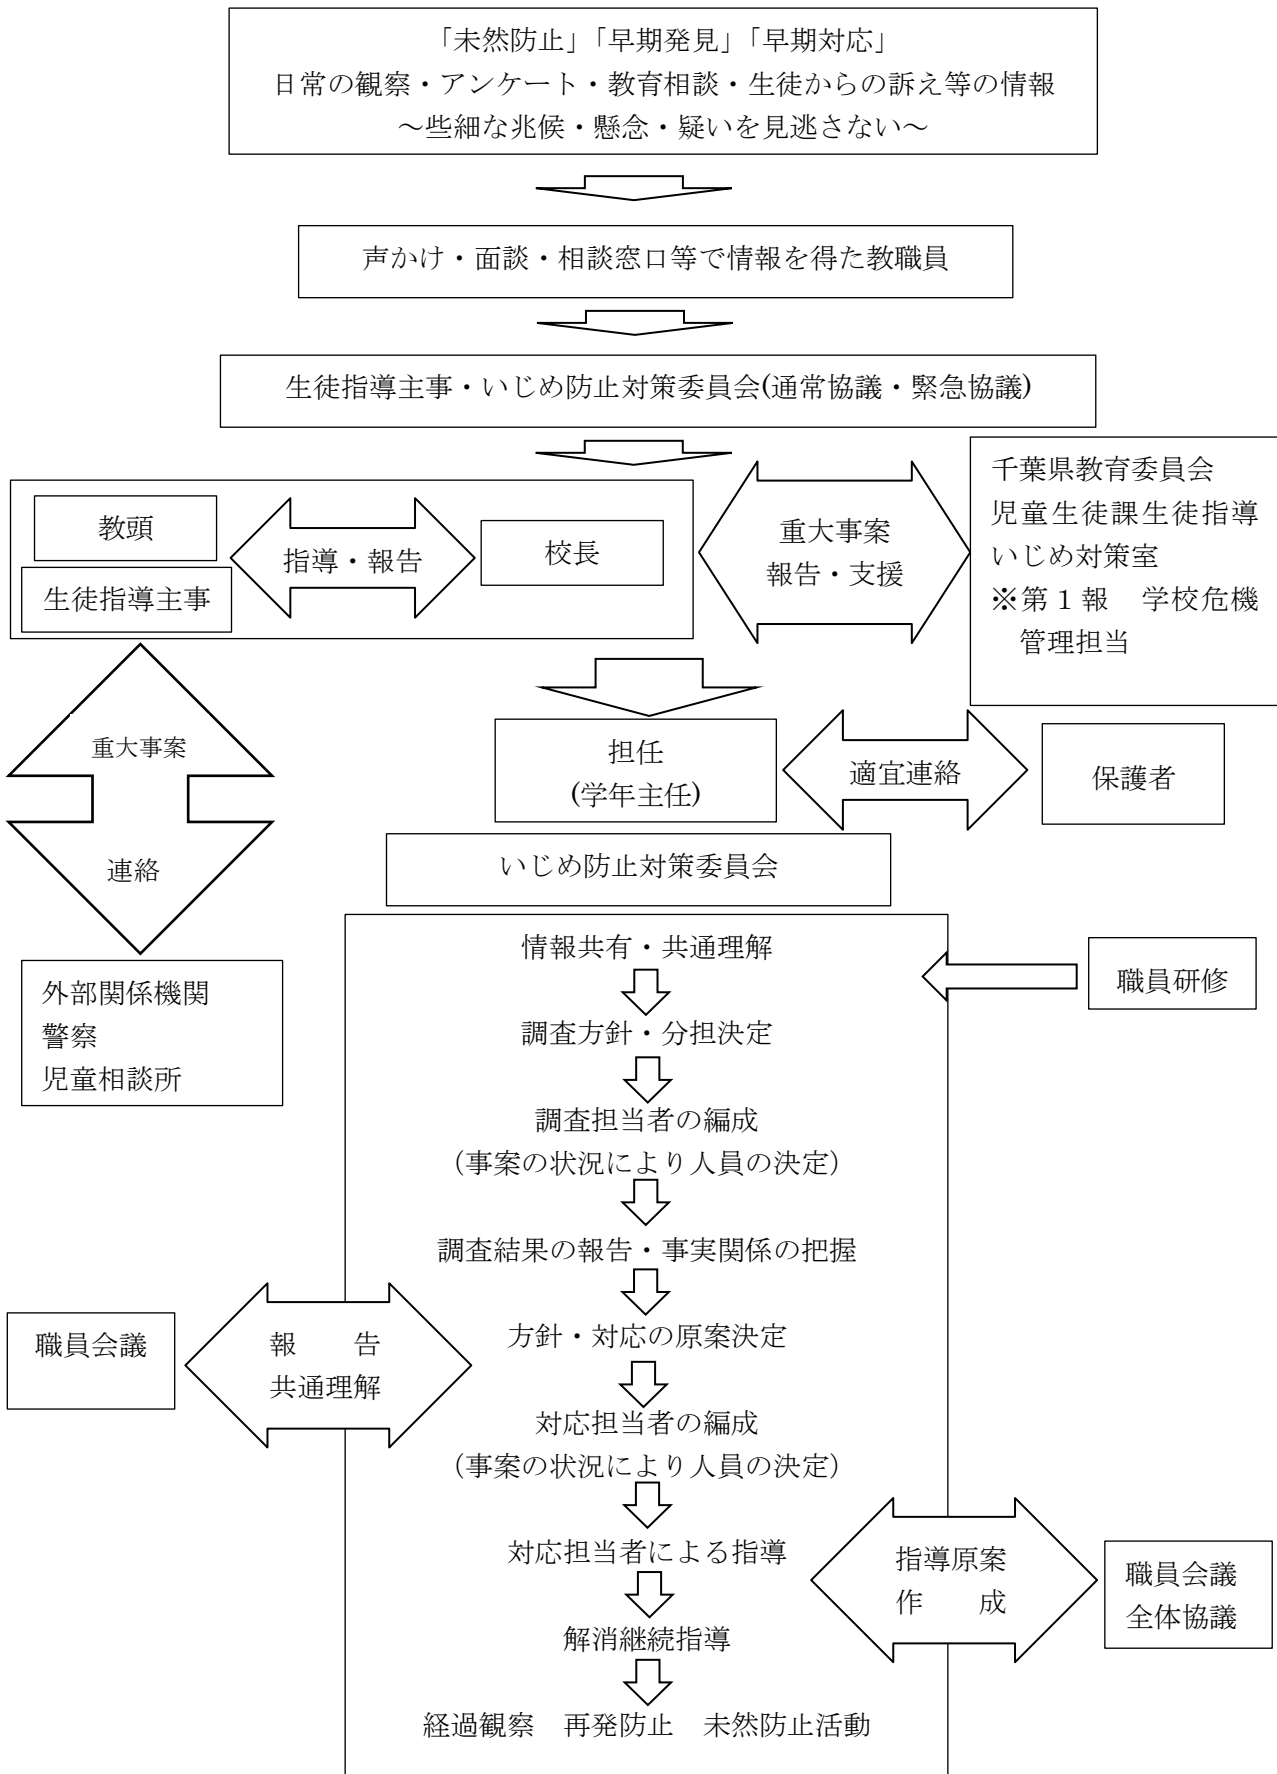 「未然防止」「早期発見」「早期対応」
日常の観察・アンケート・教育相談・生徒からの訴え等の情報
～些細な兆候・懸念・疑いを見逃さない～
声かけ・面談・相談窓口等で情報を得た教職員
生徒指導主事・いじめ防止対策委員会(通常協議・緊急協議)
教頭
生徒指導主事
指導・報告
校長
重大事案
報告・支援
千葉県教育委員会
児童生徒課生徒指導
いじめ対策室
※第１報　学校危機
管理担当
重大事案
連絡
担任
(学年主任)
適宜連絡
保護者
いじめ防止対策委員会
外部関係機関
警察
児童相談所
情報共有・共通理解
職員研修
調査方針・分担決定
調査担当者の編成
（事案の状況により人員の決定）
調査結果の報告・事実関係の把握
職員会議
報　　告
共通理解
方針・対応の原案決定
対応担当者の編成
（事案の状況により人員の決定）
対応担当者による指導
指導原案
作　　成
職員会議
全体協議
解消継続指導
経過観察　再発防止　未然防止活動